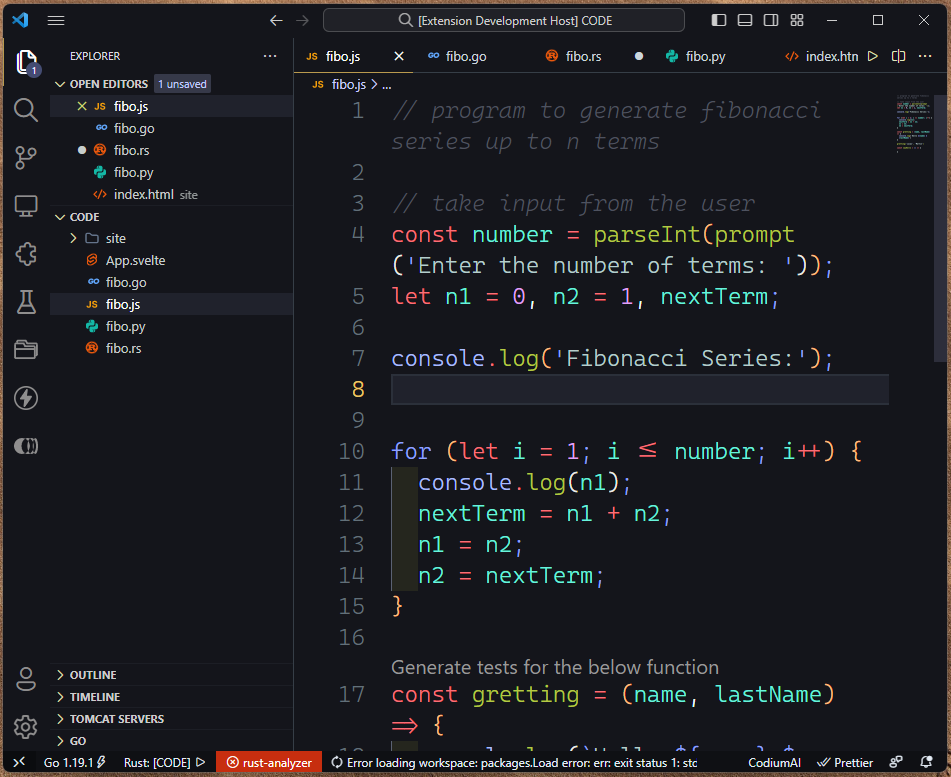 [Extension Development Host] CODE
EXPLORER
1
OPEN EDITORS 1 unsaved
JS fibo.js
fibo.go
fibo.rs
fibo.py
index.html site
CODE
site
App.svelte
fibo.go
JS fibo.js
fibo.py
fibo.rs
OUTLINE
TIMELINE
TOMCAT SERVERS
GO
JS fibo.js fibo.go fibo.rs fibo.py index.htn
JS fibo.js > ...
1 // program to generate fibonacci
series up to n terms
2
3 // take input from the user
4 const number = parseInt(prompt
('Enter the number of terms: '));
5 let n1 = 0, n2 = 1, nextTerm;
6
7 console.log('Fibonacci Series:');
8
9
10 for (let i = 1; i ≤ number; i++) {
11 console.log(n1);
12 nextTerm = n1 + n2;
13 n1 = n2;
14 n2 = nextTerm;
15 }
16
Generate tests for the below function
17 const gretting = (name, lastName)
⇒ {
Go 1.19.1 Rust: [CODE] rust-analyzer Error loading workspace: packages.Load error: err: exit status 1: stc CodiumAI Prettier